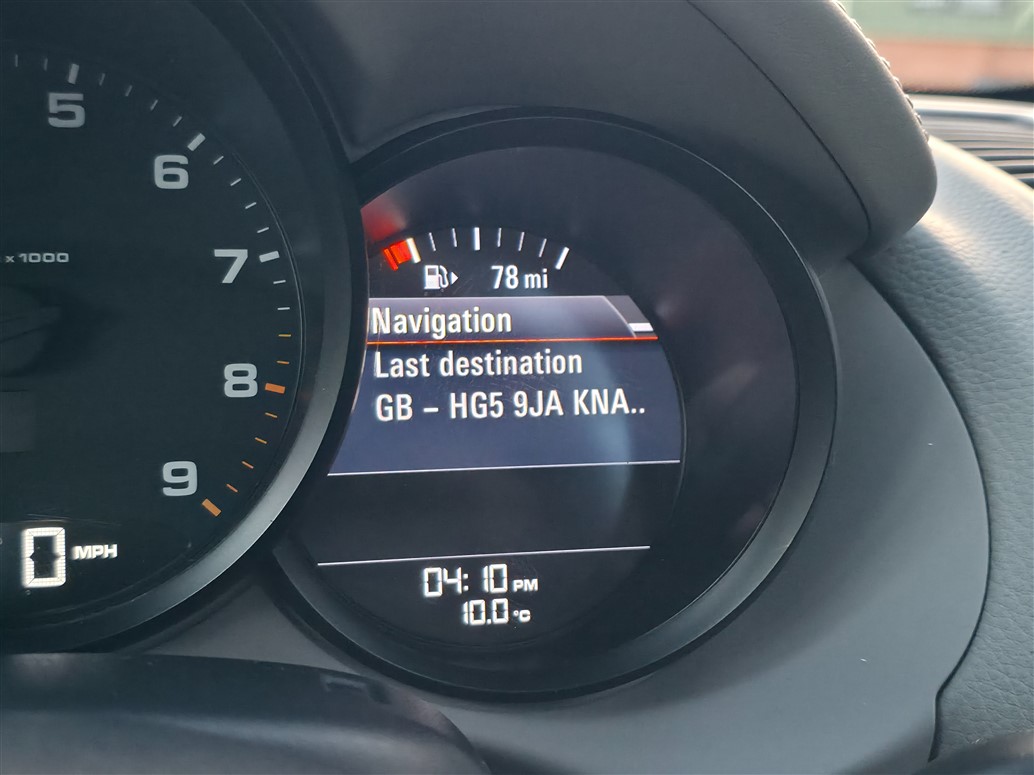 5
6
7
8
9
x 1000
0 MPH
78 mi
Navigation
Last destination
GB – HG5 9JA KNA..
04:10 PM
10.0 °C